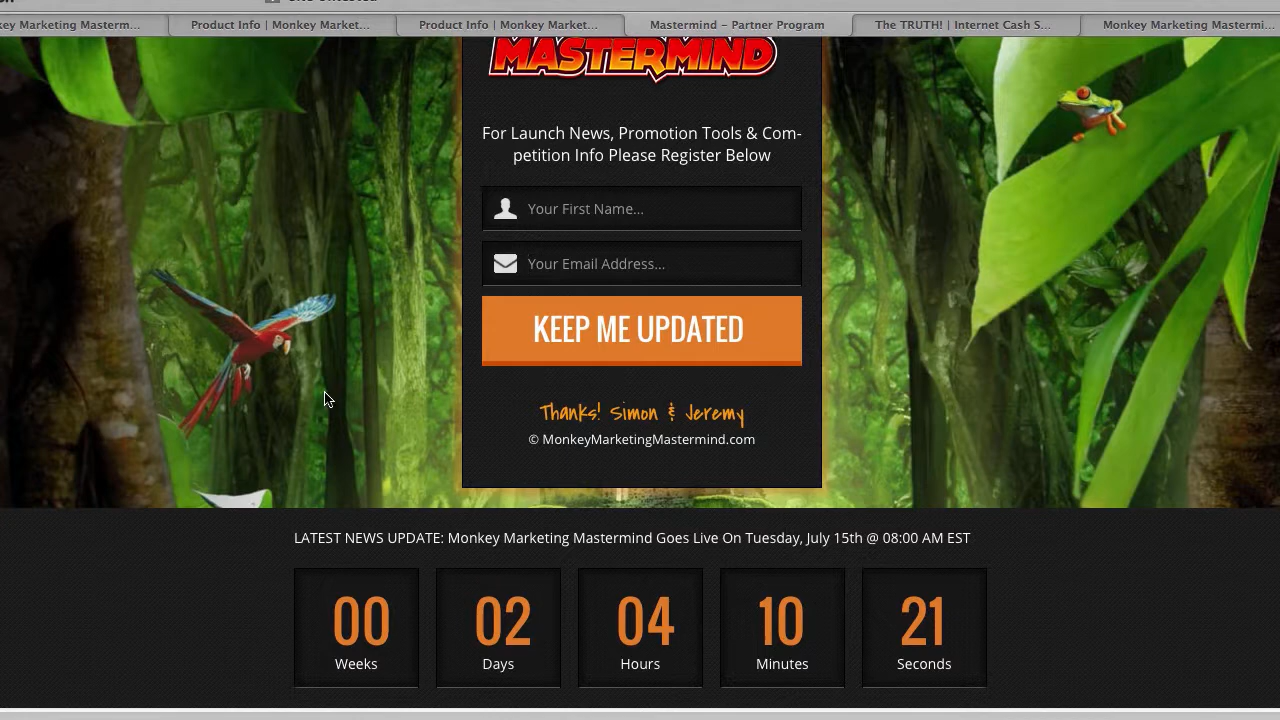 key Marketing Masterm...
Product Info | Monkey Market...
Product Info | Monkey Market...
Mastermind – Partner Program
The TRUTH! | Internet Cash S...
Monkey Marketing Mastermi...
MASTERMIND
For Launch News, Promotion Tools & Com-
petition Info Please Register Below
Your First Name...
Your Email Address...
KEEP ME UPDATED
Thanks! Simon & Jeremy
© MonkeyMarketingMastermind.com
LATEST NEWS UPDATE: Monkey Marketing Mastermind Goes Live On Tuesday, July 15th @ 08:00 AM EST
00 02 04 10 21
Weeks Days Hours Minutes Seconds